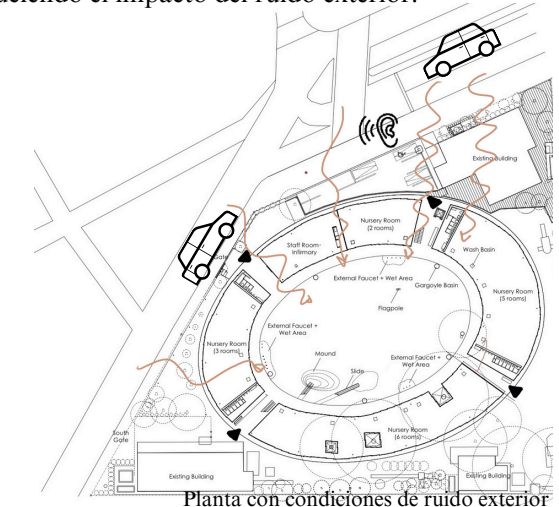 uciendo el impacto del ruido exterior.
Existing Building
Nursery Room
(2 rooms)
Staff Room-
infirmary
Wash Basin
Gate
External Faucet + Wet Area
Gargoyle Basin
Nursery Room
(5 rooms)
Flagpole
External Faucet +
Wet Area
Nursery Room
(3 rooms)
Mound
Slide
External Faucet +
Wet Area
South
Gate
Nursery Room
(6 rooms)
Existing Building
Existing Building
Planta con condiciones de ruido exterior